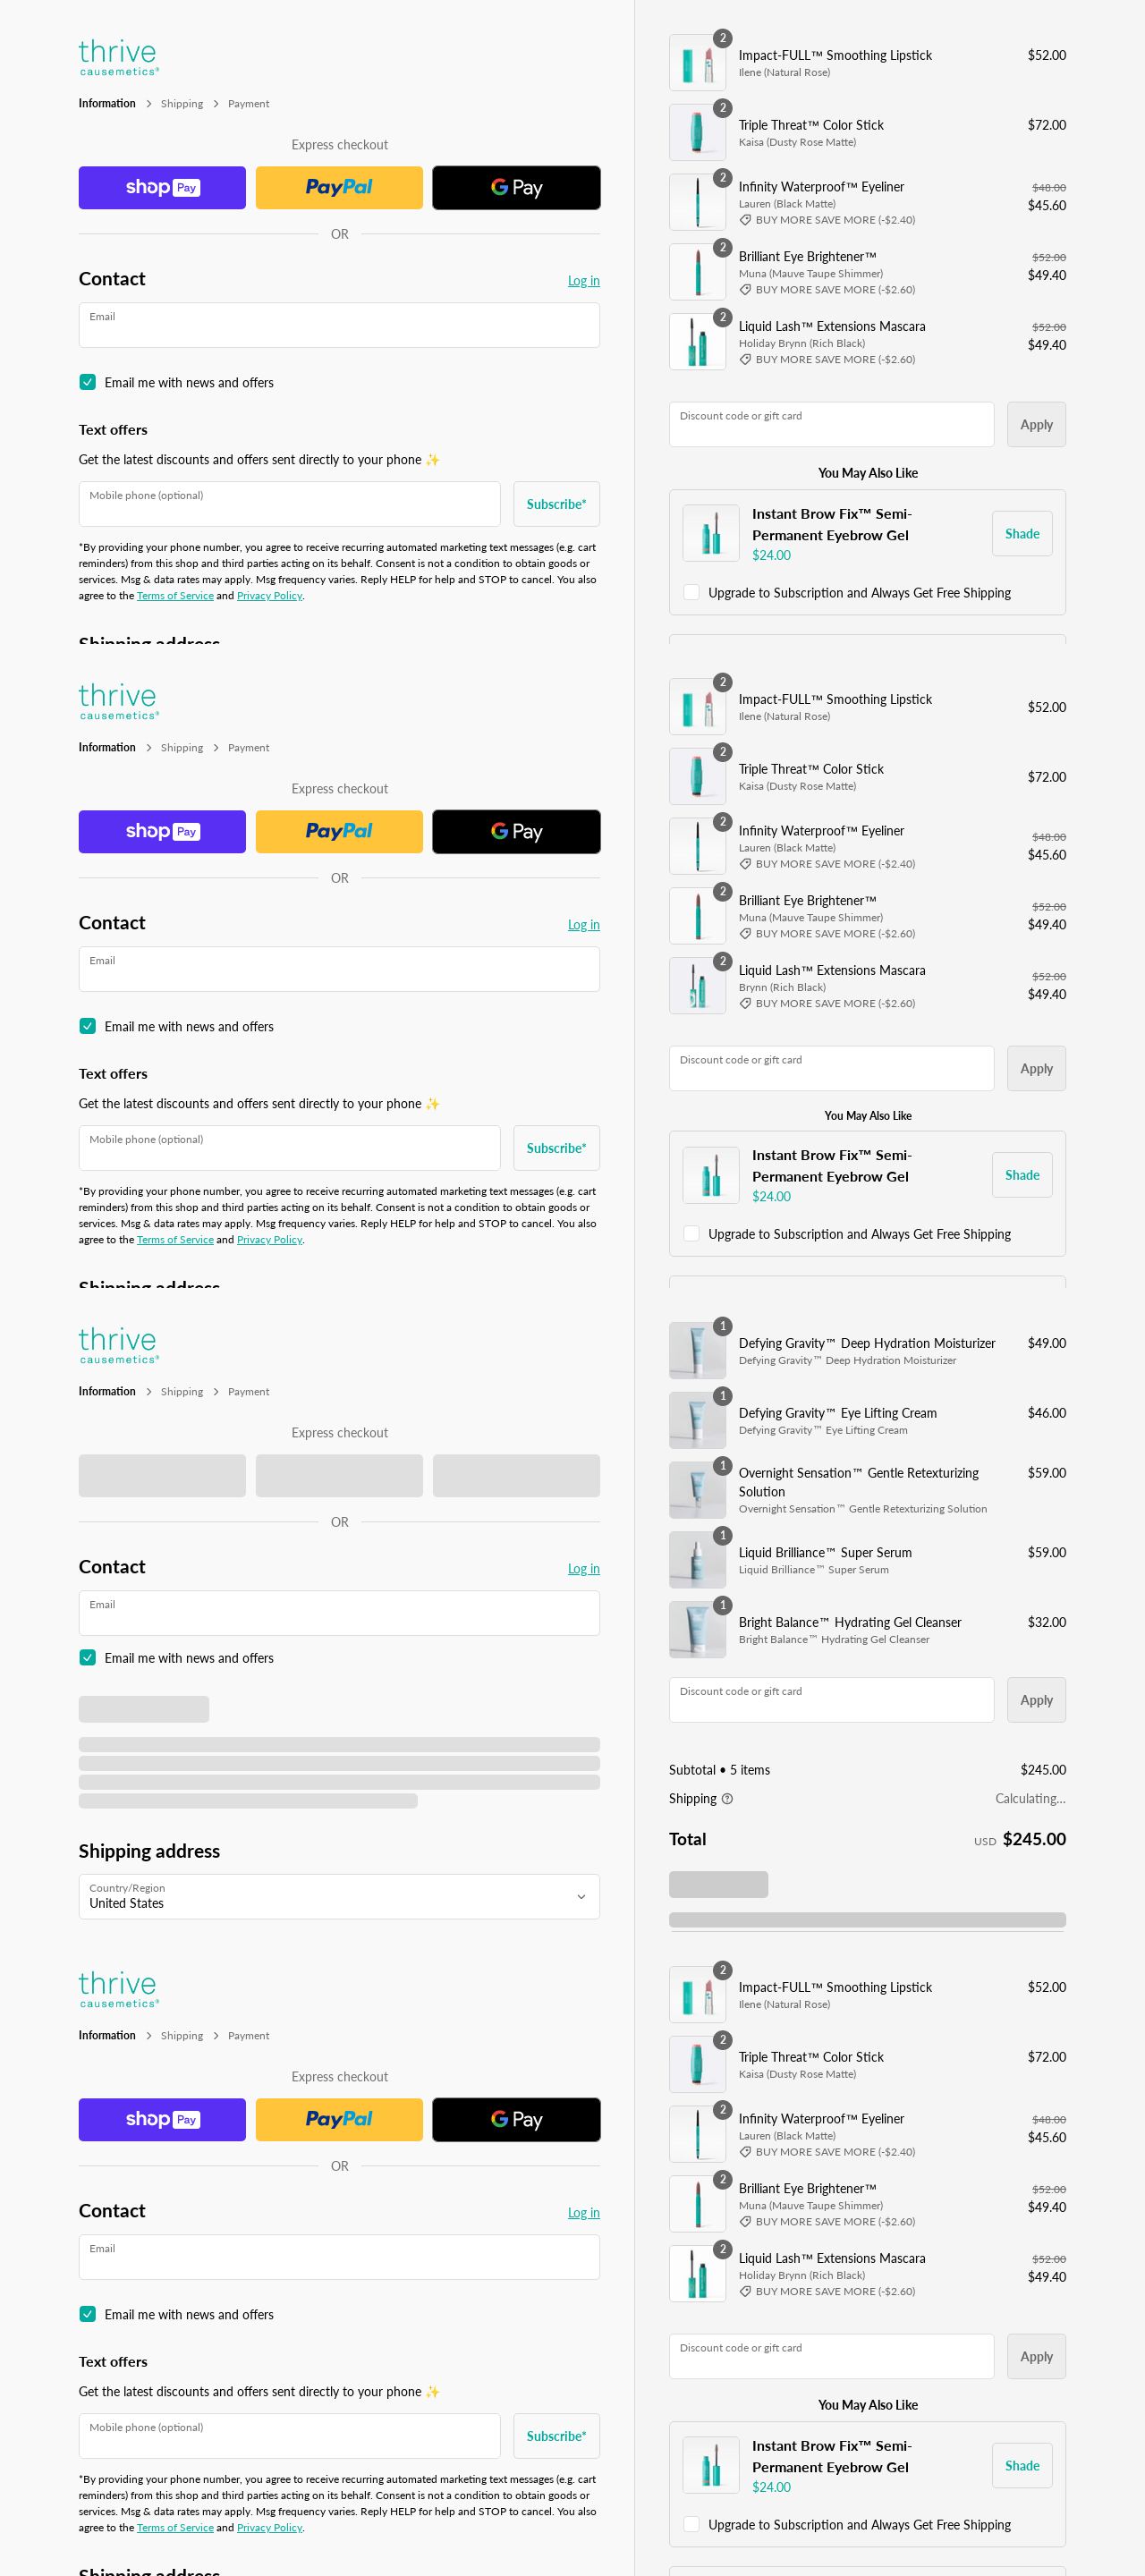 thrive
causemetics®
Information > Shipping > Payment
Express checkout
shop Pay
PayPal
G Pay
OR
Contact
Log in
Email
Email me with news and offers
Text offers
Get the latest discounts and offers sent directly to your phone ✨
Mobile phone (optional)
Subscribe*
*By providing your phone number, you agree to receive recurring automated marketing text messages (e.g. cart
reminders) from this shop and third parties acting on its behalf. Consent is not a condition to obtain goods or
services. Msg & data rates may apply. Msg frequency varies. Reply HELP for help and STOP to cancel. You also
agree to the Terms of Service and Privacy Policy.
Shipping address
2
Impact-FULL™ Smoothing Lipstick
$52.00
Ilene (Natural Rose)
2
Triple Threat™ Color Stick
$72.00
Kaisa (Dusty Rose Matte)
2
Infinity Waterproof™ Eyeliner
$48.00
Lauren (Black Matte)
$45.60
BUY MORE SAVE MORE (-$2.40)
2
Brilliant Eye Brightener™
$52.00
Muna (Mauve Taupe Shimmer)
$49.40
BUY MORE SAVE MORE (-$2.60)
2
Liquid Lash™ Extensions Mascara
$52.00
Holiday Brynn (Rich Black)
$49.40
BUY MORE SAVE MORE (-$2.60)
Discount code or gift card
Apply
You May Also Like
Instant Brow Fix™ Semi-
Permanent Eyebrow Gel
$24.00
Shade
Upgrade to Subscription and Always Get Free Shipping
thrive
causemetics®
Information > Shipping > Payment
Express checkout
shop Pay
PayPal
G Pay
OR
Contact
Log in
Email
Email me with news and offers
Text offers
Get the latest discounts and offers sent directly to your phone ✨
Mobile phone (optional)
Subscribe*
*By providing your phone number, you agree to receive recurring automated marketing text messages (e.g. cart
reminders) from this shop and third parties acting on its behalf. Consent is not a condition to obtain goods or
services. Msg & data rates may apply. Msg frequency varies. Reply HELP for help and STOP to cancel. You also
agree to the Terms of Service and Privacy Policy.
Shipping address
2
Impact-FULL™ Smoothing Lipstick
$52.00
Ilene (Natural Rose)
2
Triple Threat™ Color Stick
$72.00
Kaisa (Dusty Rose Matte)
2
Infinity Waterproof™ Eyeliner
$48.00
Lauren (Black Matte)
$45.60
BUY MORE SAVE MORE (-$2.40)
2
Brilliant Eye Brightener™
$52.00
Muna (Mauve Taupe Shimmer)
$49.40
BUY MORE SAVE MORE (-$2.60)
2
Liquid Lash™ Extensions Mascara
$52.00
Brynn (Rich Black)
$49.40
BUY MORE SAVE MORE (-$2.60)
Discount code or gift card
Apply
You May Also Like
Instant Brow Fix™ Semi-
Permanent Eyebrow Gel
$24.00
Shade
Upgrade to Subscription and Always Get Free Shipping
thrive
causemetics®
Information > Shipping > Payment
Express checkout
OR
Contact
Log in
Email
Email me with news and offers
Shipping address
Country/Region
United States
1
Defying Gravity™ Deep Hydration Moisturizer
$49.00
Defying Gravity™ Deep Hydration Moisturizer
1
Defying Gravity™ Eye Lifting Cream
$46.00
Defying Gravity™ Eye Lifting Cream
1
Overnight Sensation™ Gentle Retexturizing
Solution
$59.00
Overnight Sensation™ Gentle Retexturizing Solution
1
Liquid Brilliance™ Super Serum
$59.00
Liquid Brilliance™ Super Serum
1
Bright Balance™ Hydrating Gel Cleanser
$32.00
Bright Balance™ Hydrating Gel Cleanser
Discount code or gift card
Apply
Subtotal • 5 items
$245.00
Shipping
Calculating...
Total
USD $245.00
thrive
causemetics®
Information > Shipping > Payment
Express checkout
shop Pay
PayPal
G Pay
OR
Contact
Log in
Email
Email me with news and offers
Text offers
Get the latest discounts and offers sent directly to your phone ✨
Mobile phone (optional)
Subscribe*
*By providing your phone number, you agree to receive recurring automated marketing text messages (e.g. cart
reminders) from this shop and third parties acting on its behalf. Consent is not a condition to obtain goods or
services. Msg & data rates may apply. Msg frequency varies. Reply HELP for help and STOP to cancel. You also
agree to the Terms of Service and Privacy Policy.
Shipping address
2
Impact-FULL™ Smoothing Lipstick
$52.00
Ilene (Natural Rose)
2
Triple Threat™ Color Stick
$72.00
Kaisa (Dusty Rose Matte)
2
Infinity Waterproof™ Eyeliner
$48.00
Lauren (Black Matte)
$45.60
BUY MORE SAVE MORE (-$2.40)
2
Brilliant Eye Brightener™
$52.00
Muna (Mauve Taupe Shimmer)
$49.40
BUY MORE SAVE MORE (-$2.60)
2
Liquid Lash™ Extensions Mascara
$52.00
Holiday Brynn (Rich Black)
$49.40
BUY MORE SAVE MORE (-$2.60)
Discount code or gift card
Apply
You May Also Like
Instant Brow Fix™ Semi-
Permanent Eyebrow Gel
$24.00
Shade
Upgrade to Subscription and Always Get Free Shipping